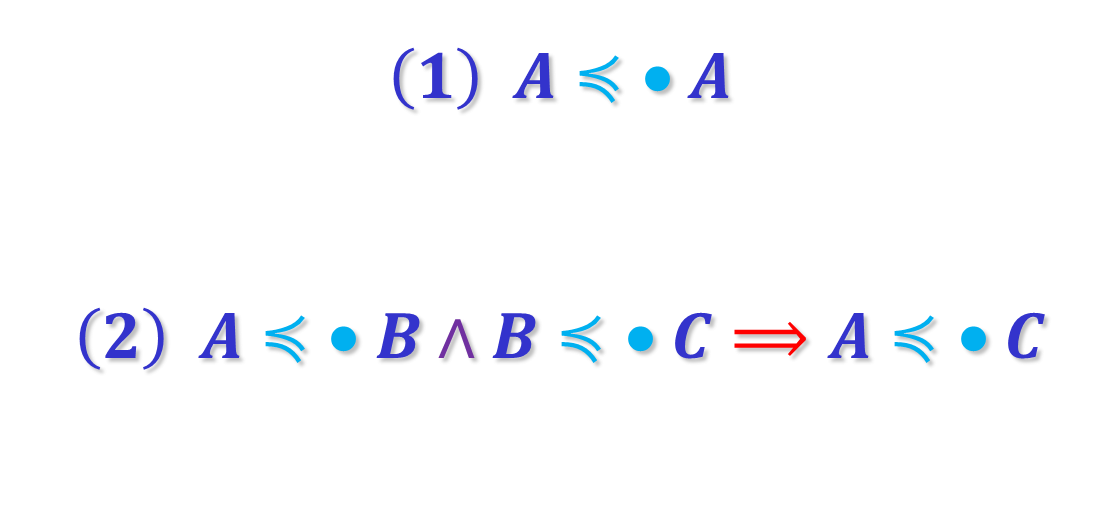 (1) A ≼ • A
(2) A ≼ • B ∧ B ≼ • C ⟹ A ≼ • C